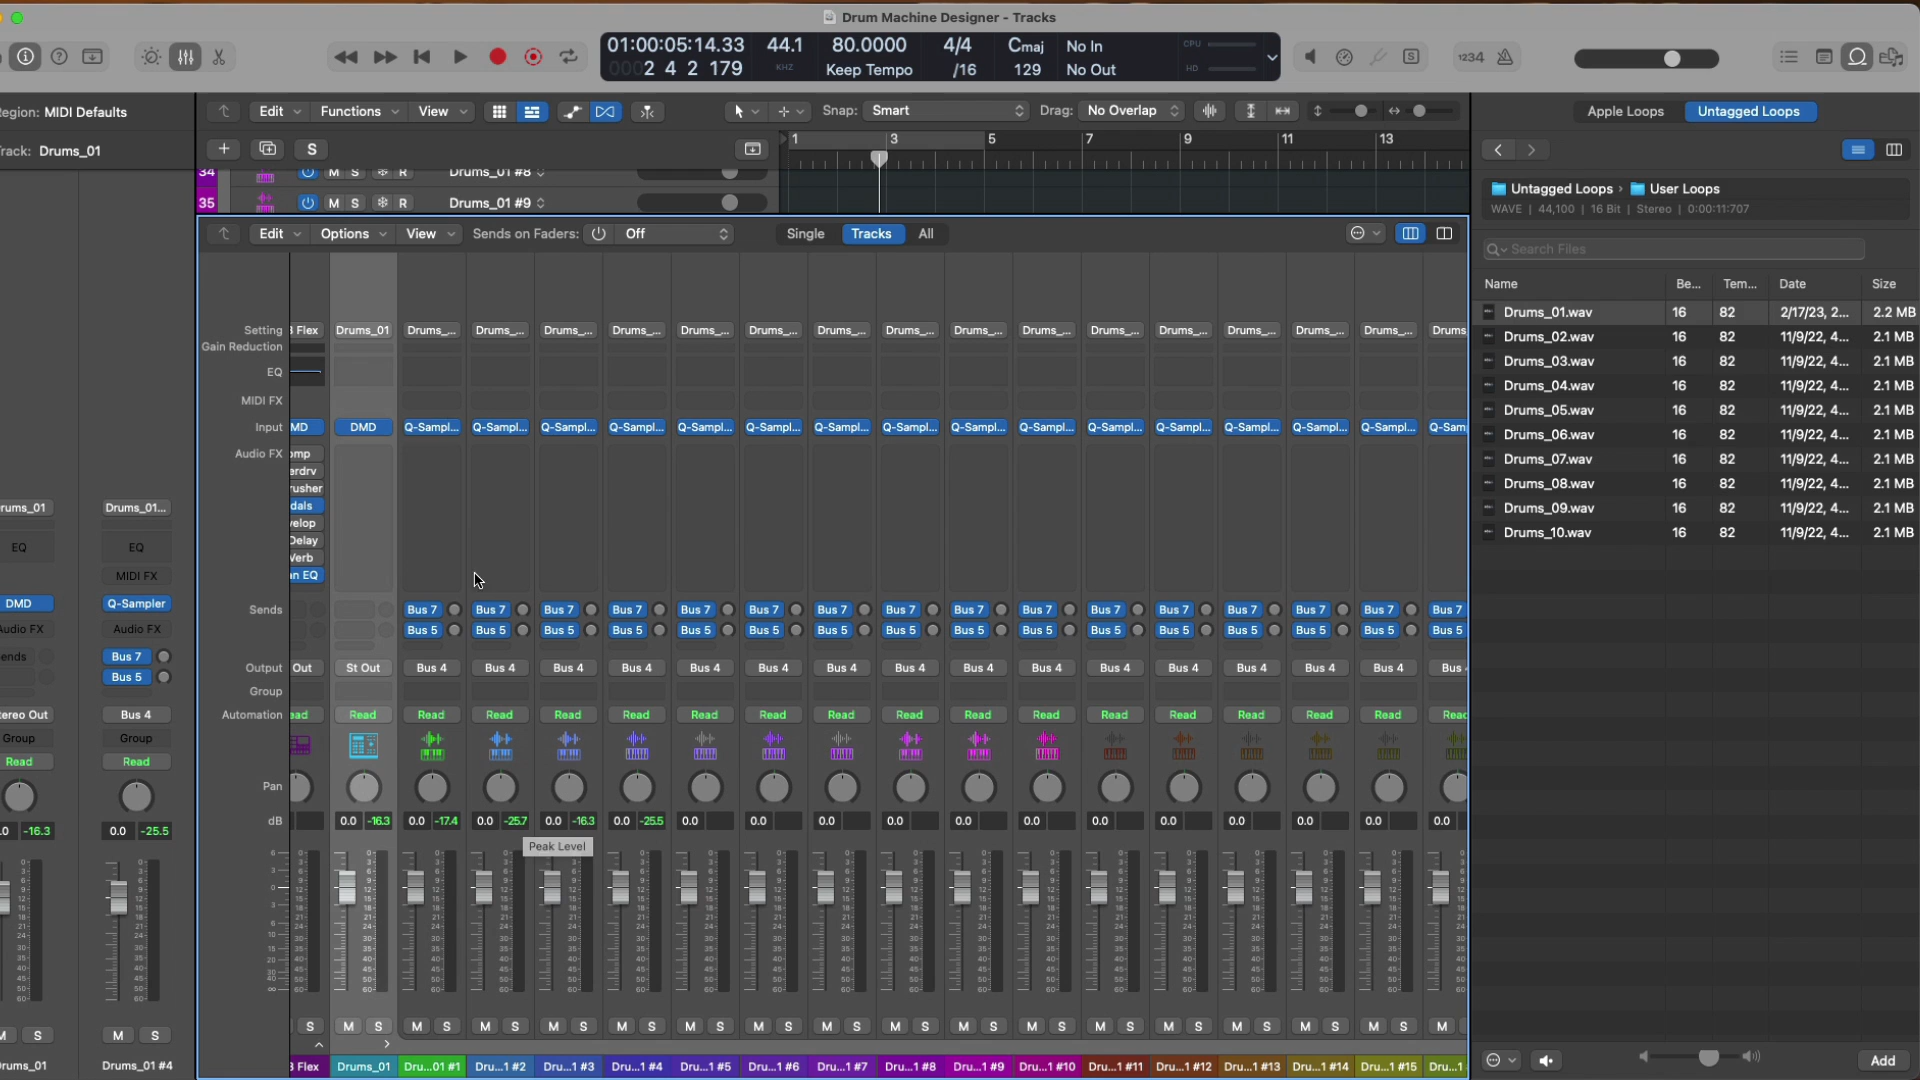 Drum Machine Designer - Tracks
01:00:05:14.33
0002 4 2 179
44.1
KHZ
80.0000
Keep Tempo
4/4
/16
Cmaj
129
No In
No Out
CPU
HD
1234
Region: MIDI Defaults
Track: Drums_01
Edit
Functions
View
Snap: Smart
Drag: No Overlap
S
1 3 5 7 9 11 13
34 M S R Drums_01 #8
35 M S R Drums_01 #9
Edit Options View Sends on Faders: Off Single Tracks All
Setting Flex Drums_01 Drums_... Drums_... Drums_... Drums_... Drums_... Drums_... Drums_... Drums_... Drums_... Drums_... Drums_... Drums_... Drums_... Drums_... Drums_... Drums
Gain Reduction
EQ
MIDI FX
Input MD DMD Q-Sampl... Q-Sampl... Q-Sampl... Q-Sampl... Q-Sampl... Q-Sampl... Q-Sampl... Q-Sampl... Q-Sampl... Q-Sampl... Q-Sampl... Q-Sampl... Q-Sampl... Q-Sampl... Q-Sampl... Q-Sam
Audio FX omp
erdrv
rusher
dals
velop
Delay
Verb
an EQ
Sends Bus 7 Bus 7 Bus 7 Bus 7 Bus 7 Bus 7 Bus 7 Bus 7 Bus 7 Bus 7 Bus 7 Bus 7 Bus 7 Bus 7 Bus 7 Bus 7
Bus 5 Bus 5 Bus 5 Bus 5 Bus 5 Bus 5 Bus 5 Bus 5 Bus 5 Bus 5 Bus 5 Bus 5 Bus 5 Bus 5 Bus 5 Bus 5
Output Out St Out Bus 4 Bus 4 Bus 4 Bus 4 Bus 4 Bus 4 Bus 4 Bus 4 Bus 4 Bus 4 Bus 4 Bus 4 Bus 4 Bus 4 Bus 4 Bus
Group
Automation ead Read Read Read Read Read Read Read Read Read Read Read Read Read Read Read Read Read
Pan
dB 0.0 -16.3 0.0 -17.4 0.0 -25.7 0.0 -16.3 0.0 -25.5 0.0 0.0 0.0 0.0 0.0 0.0 0.0 0.0 0.0 0.0 0.0 0.0
Peak Level
S M S M S M S M S M S M S M S M S M S M S M S M S M S M S M S M S M
Flex Drums_01 Dru...01 #1 Dru...1 #2 Dru...1 #3 Dru...1 #4 Dru...1 #5 Dru...1 #6 Dru...1 #7 Dru...1 #8 Dru...1 #9 Dru...1 #10 Dru...1 #11 Dru...1 #12 Dru...1 #13 Dru...1 #14 Dru...1 #15 Dru...1
rums_01 Drums_01...
EQ EQ
MIDI FX
DMD Q-Sampler
Audio FX Audio FX
ends Bus 7
Bus 5
tereo Out Bus 4
Group Group
Read Read
.0 -16.3 0.0 -25.5
M S M S
rums_01 Drums_01 #4
Apple Loops Untagged Loops
Untagged Loops › User Loops
WAVE | 44,100 | 16 Bit | Stereo | 0:00:11:707
Search Files
Name Be... Tem... Date Size
Drums_01.wav 16 82 2/17/23, 2... 2.2 MB
Drums_02.wav 16 82 11/9/22, 4... 2.1 MB
Drums_03.wav 16 82 11/9/22, 4... 2.1 MB
Drums_04.wav 16 82 11/9/22, 4... 2.1 MB
Drums_05.wav 16 82 11/9/22, 4... 2.1 MB
Drums_06.wav 16 82 11/9/22, 4... 2.1 MB
Drums_07.wav 16 82 11/9/22, 4... 2.1 MB
Drums_08.wav 16 82 11/9/22, 4... 2.1 MB
Drums_09.wav 16 82 11/9/22, 4... 2.1 MB
Drums_10.wav 16 82 11/9/22, 4... 2.1 MB
Add